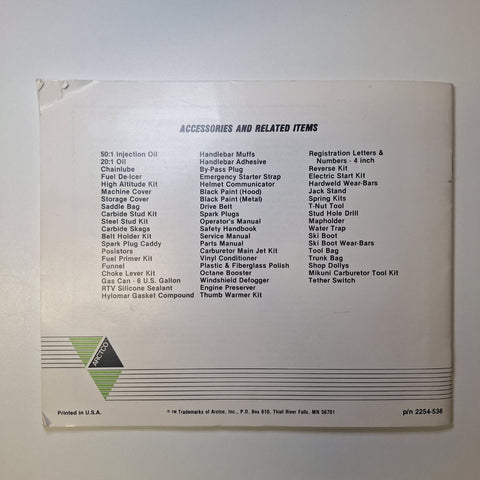 ACCESSORIES AND RELATED ITEMS
50:1 Injection Oil
20:1 Oil
Chainlube
Fuel De-icer
High Altitude Kit
Machine Cover
Storage Cover
Saddle Bag
Carbide Stud Kit
Steel Stud Kit
Carbide Skags
Belt Holder Kit
Spark Plug Caddy
Posistors
Fuel Primer Kit
Funnel
Choke Lever Kit
Gas Can - 6 U.S. Gallon
RTV Silicone Sealant
Hylomar Gasket Compound
Handlebar Muffs
Handlebar Adhesive
By-Pass Plug
Emergency Starter Strap
Helmet Communicator
Black Paint (Hood)
Black Paint (Metal)
Drive Belt
Spark Plugs
Operator's Manual
Safety Handbook
Service Manual
Parts Manual
Carburetor Main Jet Kit
Vinyl Conditioner
Plastic & Fiberglass Polish
Octane Booster
Windshield Defogger
Engine Preserver
Thumb Warmer Kit
Registration Letters &
Numbers - 4 inch
Reverse Kit
Electric Start Kit
Hardweld Wear-Bars
Jack Stand
Spring Kits
T-Nut Tool
Stud Hole Drill
Mapholder
Water Trap
Ski Boot
Ski Boot Wear-Bars
Tool Bag
Trunk Bag
Shop Dollys
Mikuni Carburetor Tool Kit
Tether Switch
ARCTCO
Printed in U.S.A.
® ™ Trademarks of Arctco, Inc., P.O. Box 810, Thief River Falls, MN 56701
p/n 2254-536